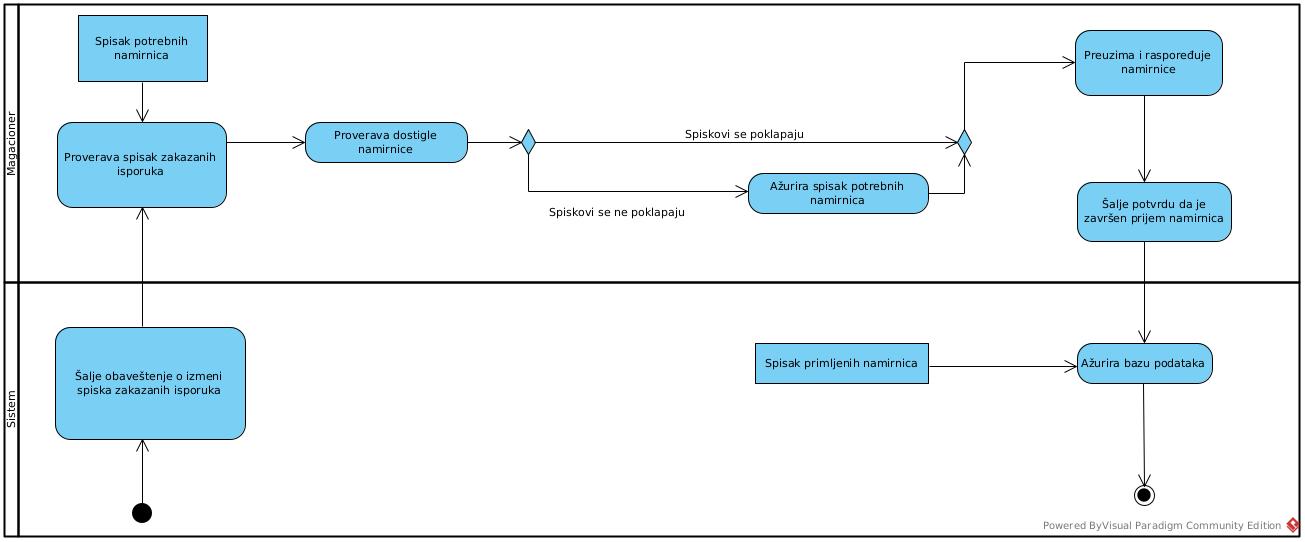 Magacioner
Spisak potrebnih
namirnica
Proverava spisak zakazanih
isporuka
Proverava dostigle
namirnice
Spiskovi se poklapaju
Spiskovi se ne poklapaju
Ažurira spisak potrebnih
namirnica
Preuzima i raspoređuje
namirnice
Šalje potvrdu da je
završen prijem namirnica
Sistem
Šalje obaveštenje o izmeni
spiska zakazanih isporuka
Spisak primljenih namirnica
Ažurira bazu podataka
Powered ByVisual Paradigm Community Edition